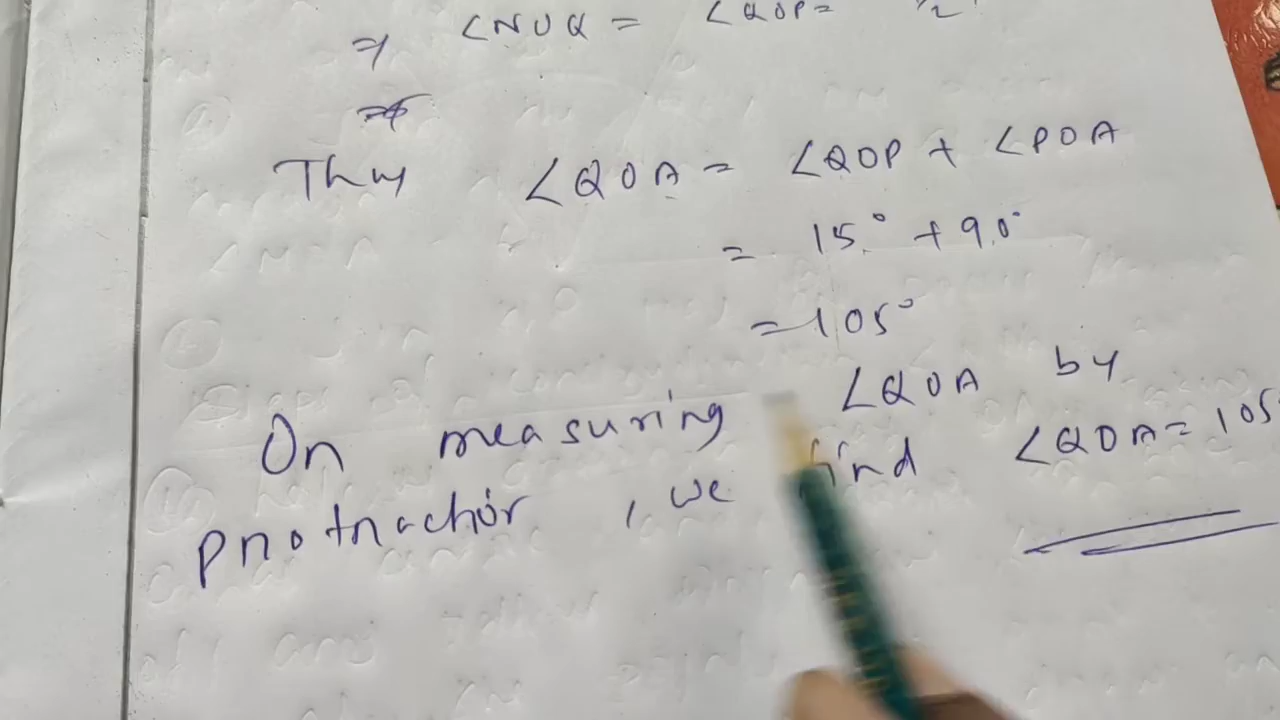 ⇒ ∠NOQ = ∠QOP =
Thus ∠QOA = ∠QOP + ∠POA
= 15° + 90°
= 105°
On measuring ∠QOA by
protractor, we find ∠QOA = 105°